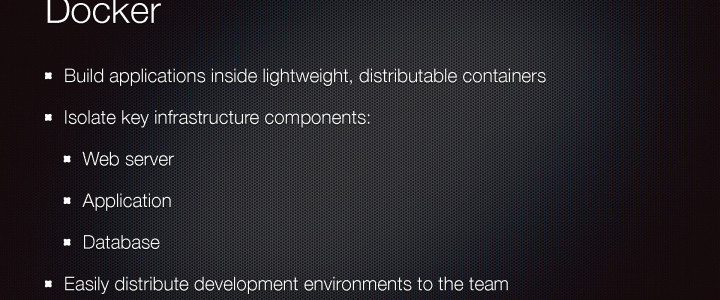 Docker
Build applications inside lightweight, distributable containers
Isolate key infrastructure components:
Web server
Application
Database
Easily distribute development environments to the team